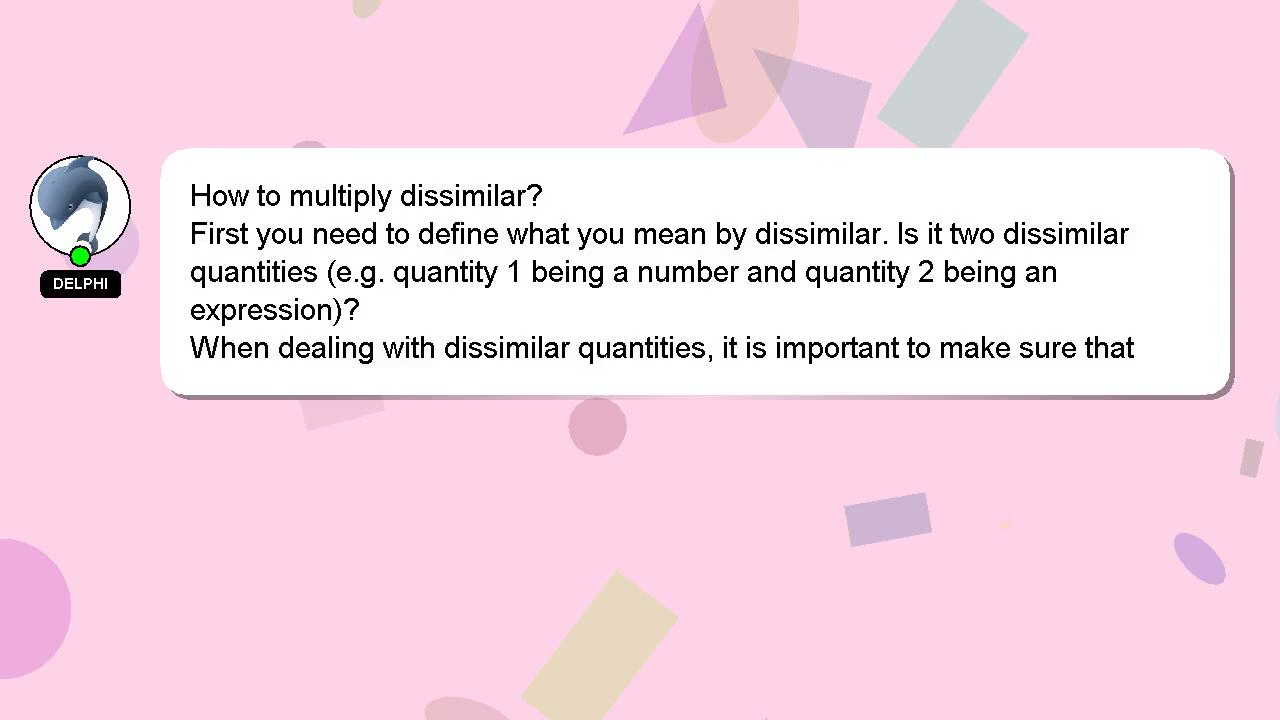 How to multiply dissimilar?
First you need to define what you mean by dissimilar. Is it two dissimilar
quantities (e.g. quantity 1 being a number and quantity 2 being an
expression)?
When dealing with dissimilar quantities, it is important to make sure that
DELPHI